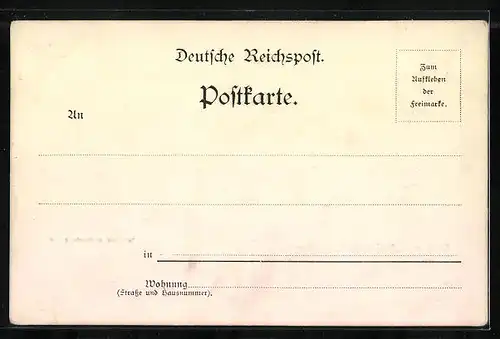 Deutsche Reichspost.
Postkarte.
Zum
Aufkleben
der
Freimarke.
An
in
Wohnung
(Straße und Hausnummer).